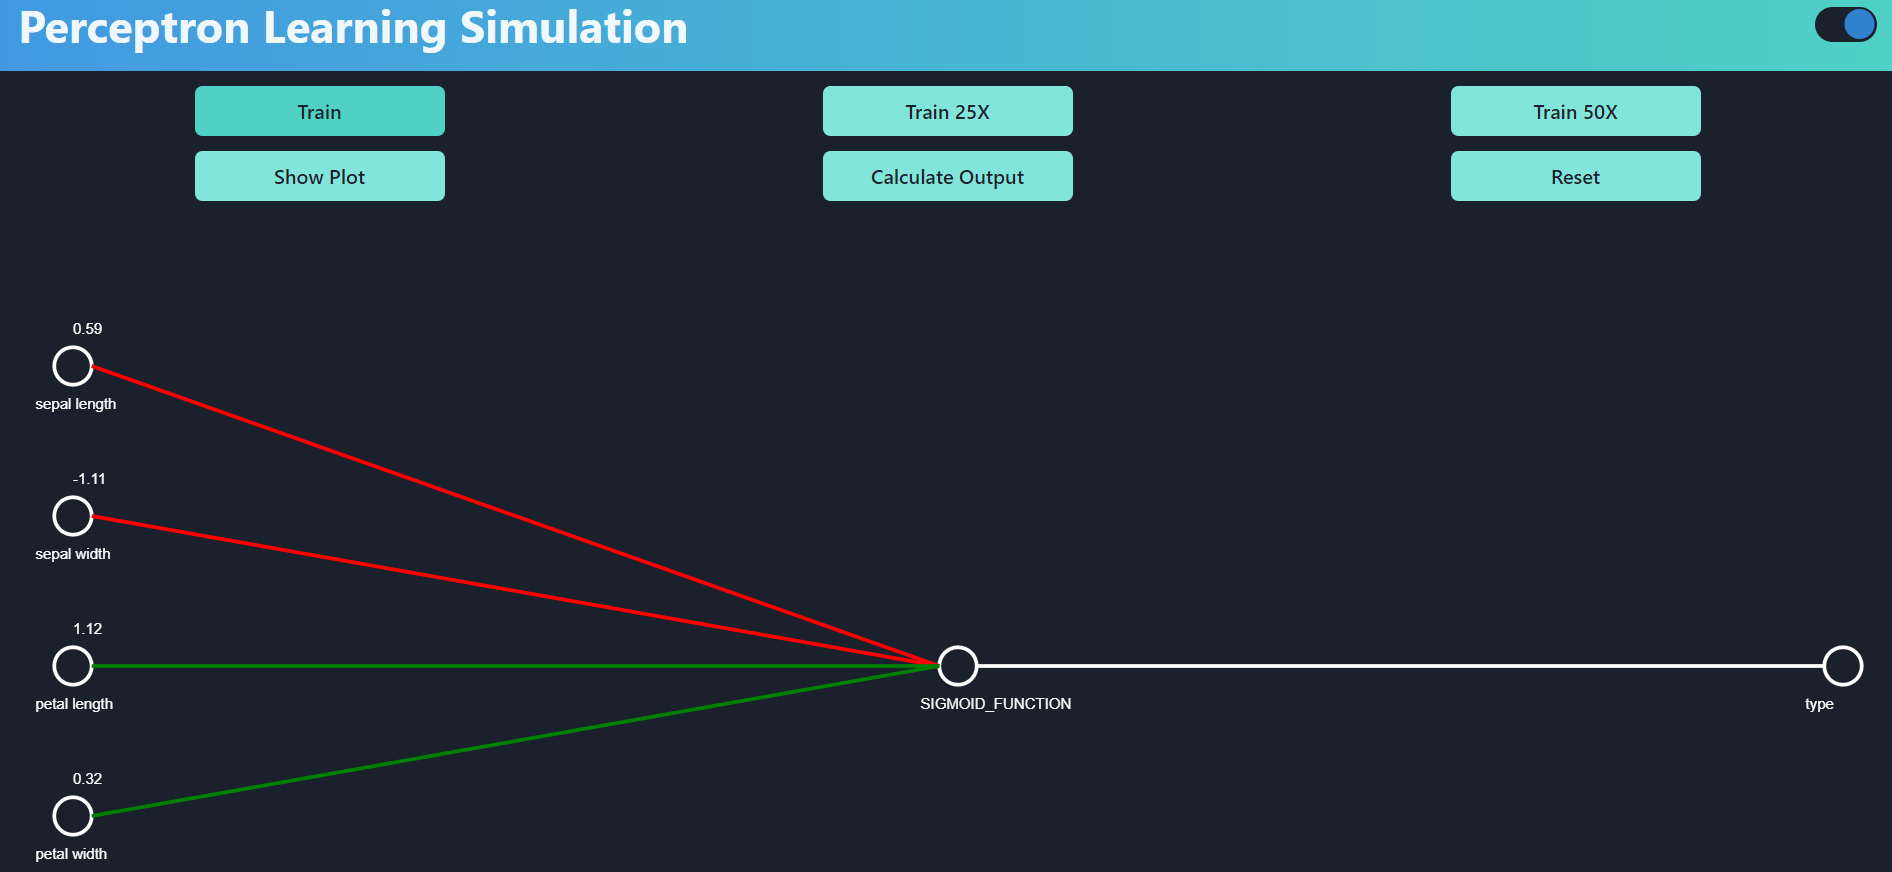 Perceptron Learning Simulation
Train
Train 25X
Train 50X
Show Plot
Calculate Output
Reset
0.59
sepal length
-1.11
sepal width
1.12
petal length
SIGMOID_FUNCTION
type
0.32
petal width